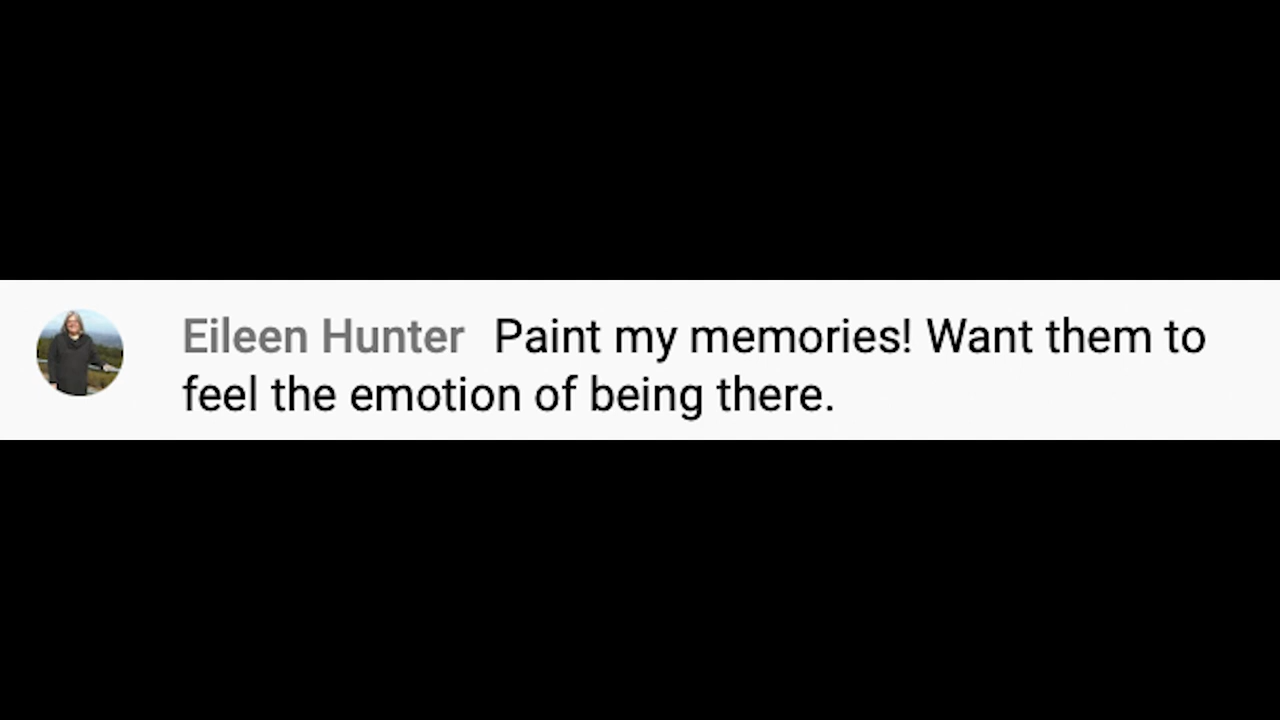 Eileen Hunter Paint my memories! Want them to
feel the emotion of being there.